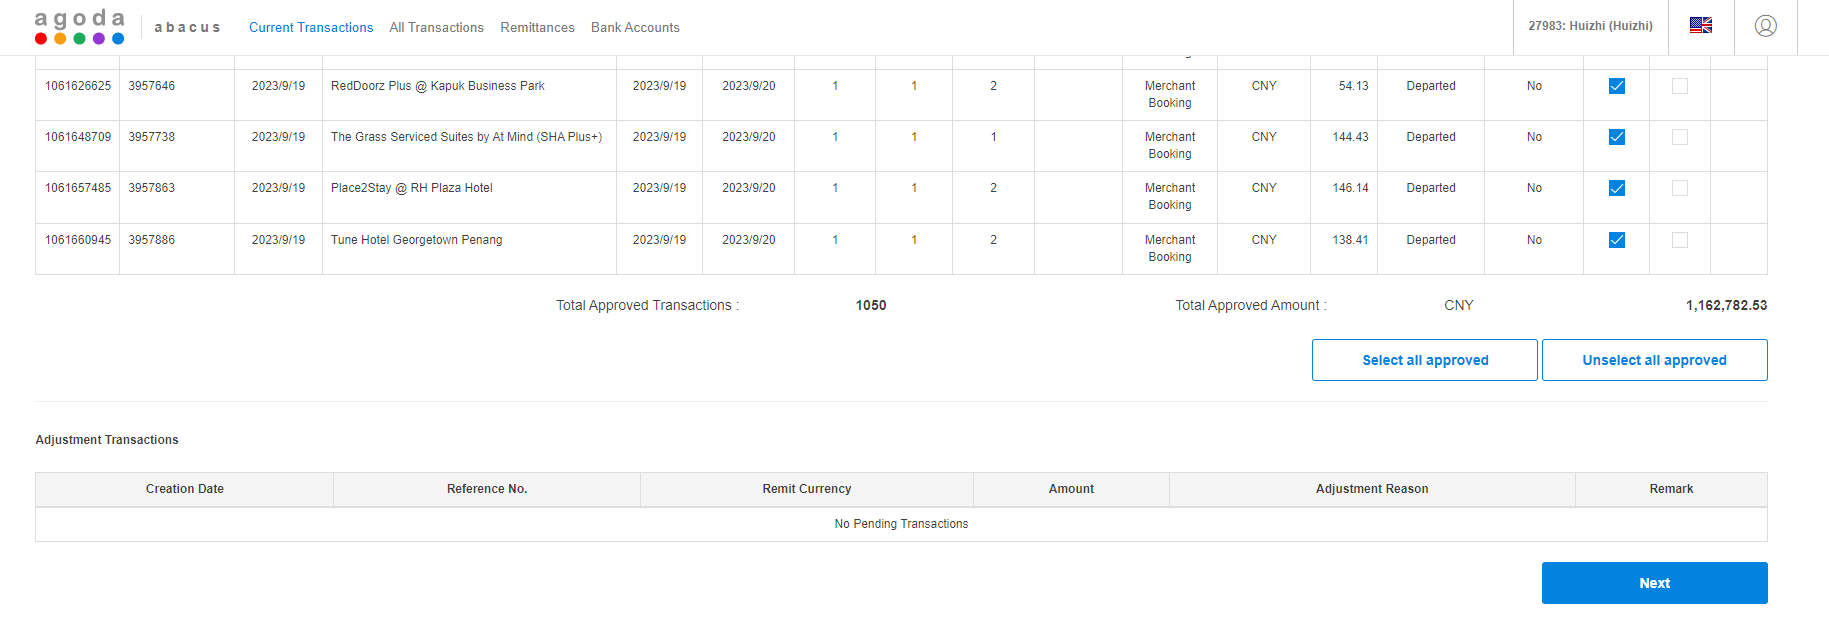 agoda
abacus
Current Transactions
All Transactions
Remittances
Bank Accounts
27983: Huizhi (Huizhi)
1061626625 3957646 2023/9/19 RedDoorz Plus @ Kapuk Business Park 2023/9/19 2023/9/20 1 1 2 Merchant Booking CNY 54.13 Departed No
1061648709 3957738 2023/9/19 The Grass Serviced Suites by At Mind (SHA Plus+) 2023/9/19 2023/9/20 1 1 1 Merchant Booking CNY 144.43 Departed No
1061657485 3957863 2023/9/19 Place2Stay @ RH Plaza Hotel 2023/9/19 2023/9/20 1 1 2 Merchant Booking CNY 146.14 Departed No
1061660945 3957886 2023/9/19 Tune Hotel Georgetown Penang 2023/9/19 2023/9/20 1 1 2 Merchant Booking CNY 138.41 Departed No
Total Approved Transactions : 1050 Total Approved Amount : CNY 1,162,782.53
Select all approved
Unselect all approved
Adjustment Transactions
Creation Date Reference No. Remit Currency Amount Adjustment Reason Remark
No Pending Transactions
Next